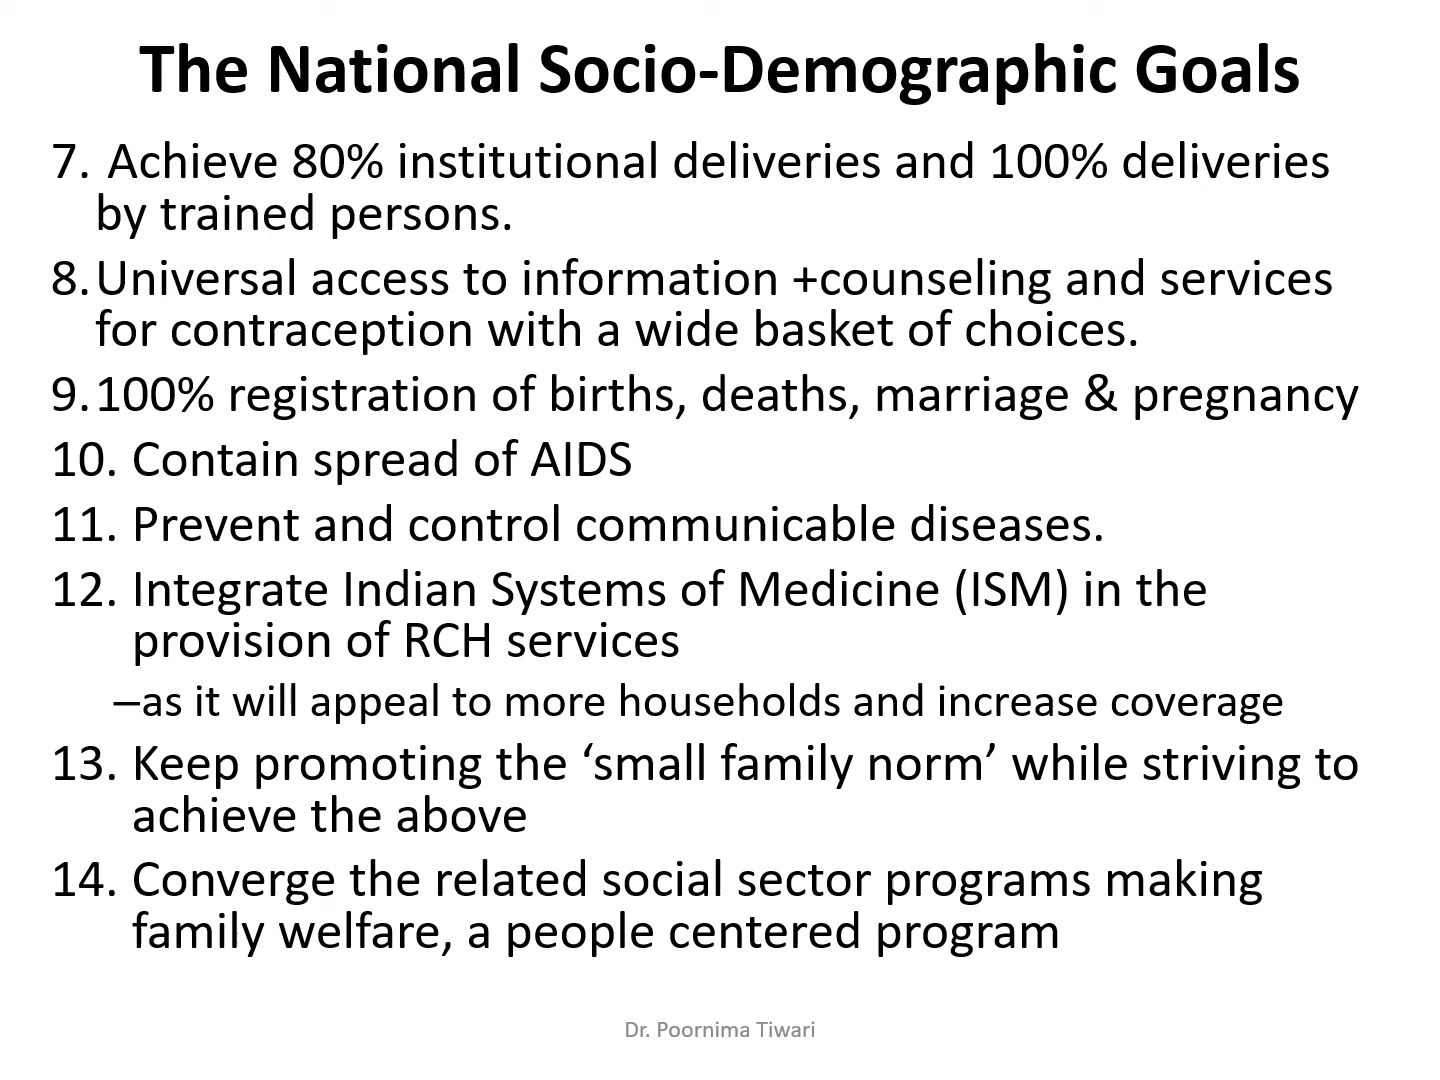 The National Socio-Demographic Goals
7. Achieve 80% institutional deliveries and 100% deliveries
by trained persons.
8. Universal access to information +counseling and services
for contraception with a wide basket of choices.
9. 100% registration of births, deaths, marriage & pregnancy
10. Contain spread of AIDS
11. Prevent and control communicable diseases.
12. Integrate Indian Systems of Medicine (ISM) in the
provision of RCH services
–as it will appeal to more households and increase coverage
13. Keep promoting the ‘small family norm’ while striving to
achieve the above
14. Converge the related social sector programs making
family welfare, a people centered program
Dr. Poornima Tiwari